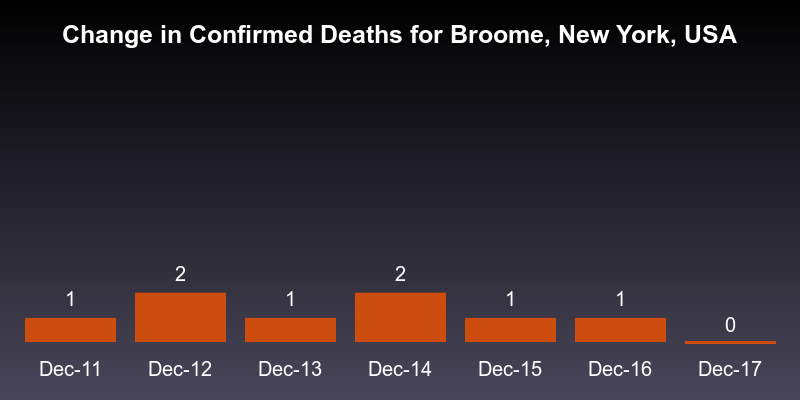 Change in Confirmed Deaths for Broome, New York, USA
1 2 1 2 1 1 0
Dec-11 Dec-12 Dec-13 Dec-14 Dec-15 Dec-16 Dec-17